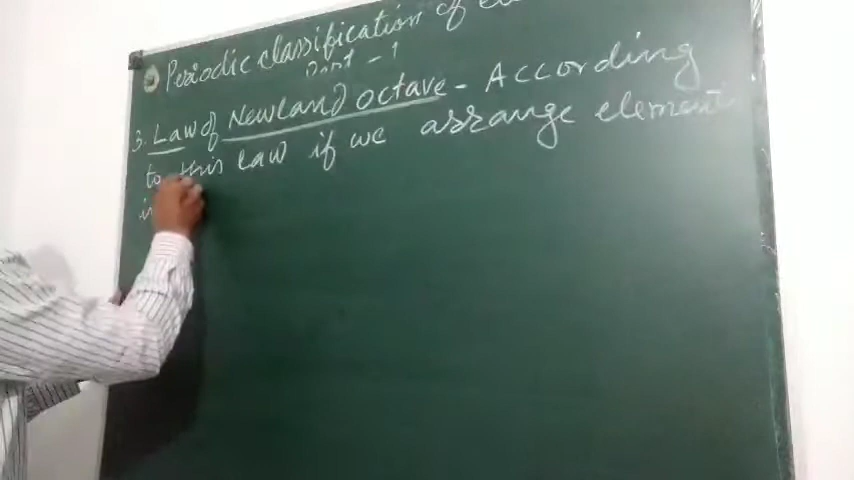 Periodic classification of
Part - 1
3. Law of Newland octave - According
to this law if we arrange element